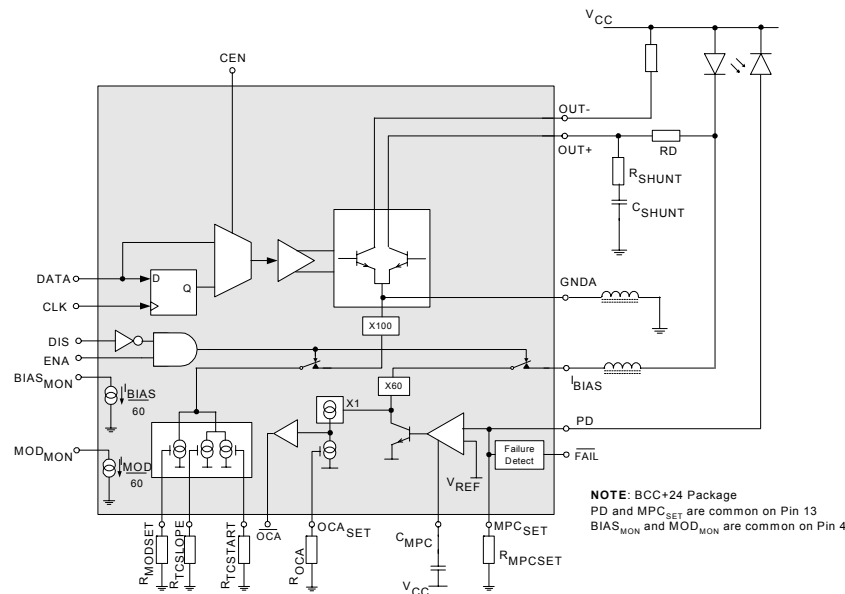 VCC
CEN
OUT-
OUT+
RD
RSHUNT
CSHUNT
DATA
D
Q
CLK
GNDA
X100
DIS
ENA
IBIAS
X60
BIASMON
IBIAS
60
X1
PD
MODMON
IMOD
60
Failure
Detect
FAIL
VREF
NOTE: BCC+24 Package
PD and MPCSET are common on Pin 13
BIASMON and MODMON are common on Pin 4
OCA
OCASET
CMPC
MPCSET
RMODSET
RTCSLOPE
RTCSTART
ROCA
RMPCSET
VCC